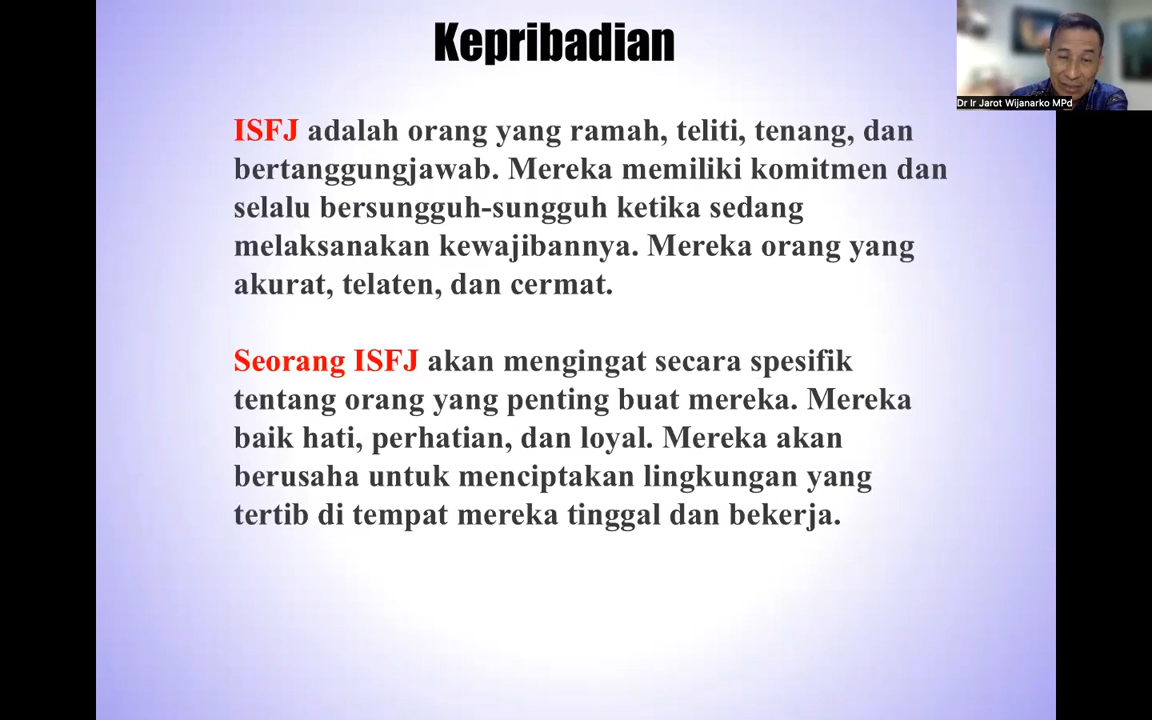 Kepribadian
Dr Ir Jarot Wijanarko MPd
ISFJ adalah orang yang ramah, teliti, tenang, dan
bertanggungjawab. Mereka memiliki komitmen dan
selalu bersungguh-sungguh ketika sedang
melaksanakan kewajibannya. Mereka orang yang
akurat, telaten, dan cermat.
Seorang ISFJ akan mengingat secara spesifik
tentang orang yang penting buat mereka. Mereka
baik hati, perhatian, dan loyal. Mereka akan
berusaha untuk menciptakan lingkungan yang
tertib di tempat mereka tinggal dan bekerja.